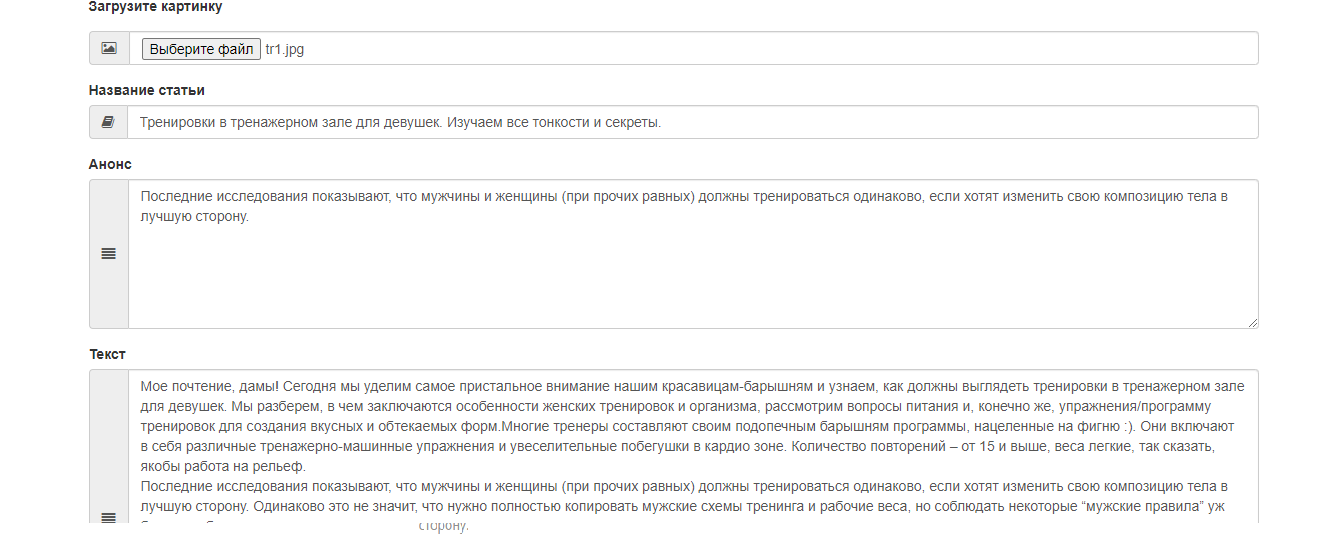 Загрузите картинку
Выберите файл tr1.jpg
Название статьи
Тренировки в тренажерном зале для девушек. Изучаем все тонкости и секреты.
Анонс
Последние исследования показывают, что мужчины и женщины (при прочих равных) должны тренироваться одинаково, если хотят изменить свою композицию тела в
лучшую сторону.
Текст
Мое почтение, дамы! Сегодня мы уделим самое пристальное внимание нашим красавицам-барышням и узнаем, как должны выглядеть тренировки в тренажерном зале
для девушек. Мы разберем, в чем заключаются особенности женских тренировок и организма, рассмотрим вопросы питания и, конечно же, упражнения/программу
тренировок для создания вкусных и обтекаемых форм.Многие тренеры составляют своим подопечным барышням программы, нацеленные на фигню :). Они включают
в себя различные тренажерно-машинные упражнения и увеселительные побегушки в кардио зоне. Количество повторений – от 15 и выше, веса легкие, так сказать,
якобы работа на рельеф.
Последние исследования показывают, что мужчины и женщины (при прочих равных) должны тренироваться одинаково, если хотят изменить свою композицию тела в
лучшую сторону. Одинаково это не значит, что нужно полностью копировать мужские схемы тренинга и рабочие веса, но соблюдать некоторые “мужские правила” уж
сторону.